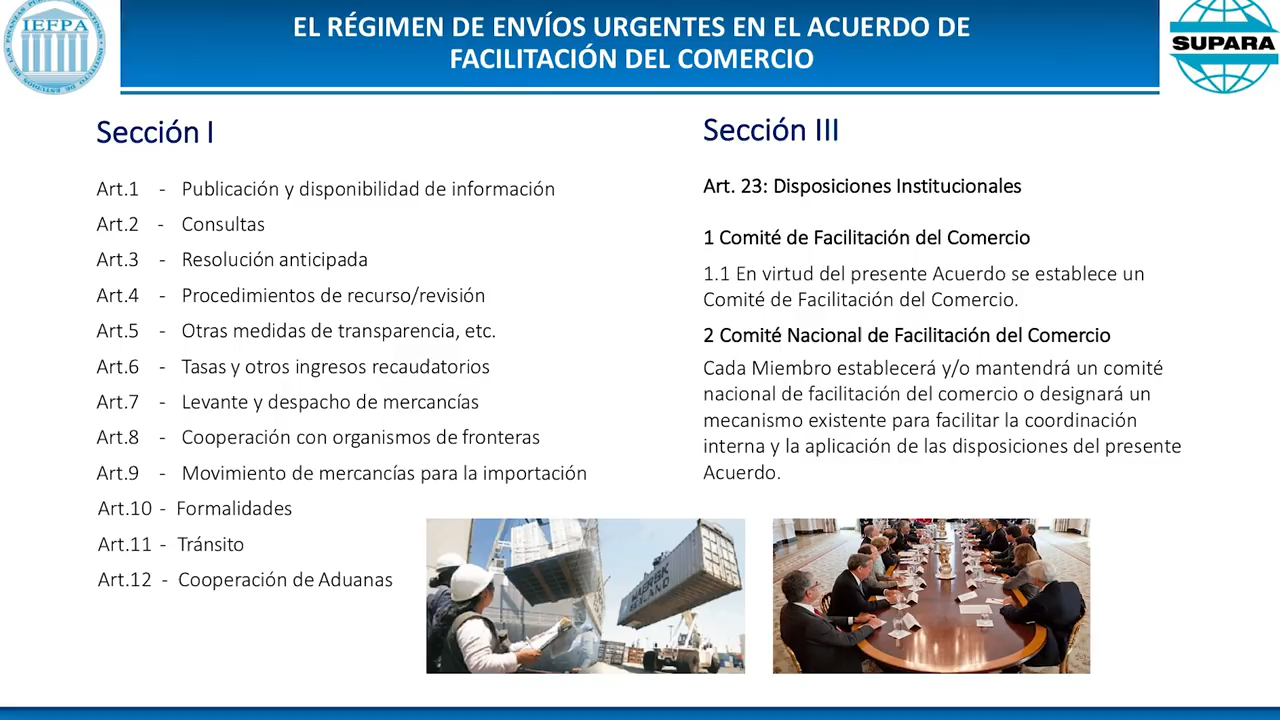 IEFPA
EL RÉGIMEN DE ENVÍOS URGENTES EN EL ACUERDO DE
FACILITACIÓN DEL COMERCIO
SUPARA
Sección I
Art.1 - Publicación y disponibilidad de información
Art.2 - Consultas
Art.3 - Resolución anticipada
Art.4 - Procedimientos de recurso/revisión
Art.5 - Otras medidas de transparencia, etc.
Art.6 - Tasas y otros ingresos recaudatorios
Art.7 - Levante y despacho de mercancías
Art.8 - Cooperación con organismos de fronteras
Art.9 - Movimiento de mercancías para la importación
Art.10 - Formalidades
Art.11 - Tránsito
Art.12 - Cooperación de Aduanas
Sección III
Art. 23: Disposiciones Institucionales
1 Comité de Facilitación del Comercio
1.1 En virtud del presente Acuerdo se establece un
Comité de Facilitación del Comercio.
2 Comité Nacional de Facilitación del Comercio
Cada Miembro establecerá y/o mantendrá un comité
nacional de facilitación del comercio o designará un
mecanismo existente para facilitar la coordinación
interna y la aplicación de las disposiciones del presente
Acuerdo.
MAERSK
SEALAND